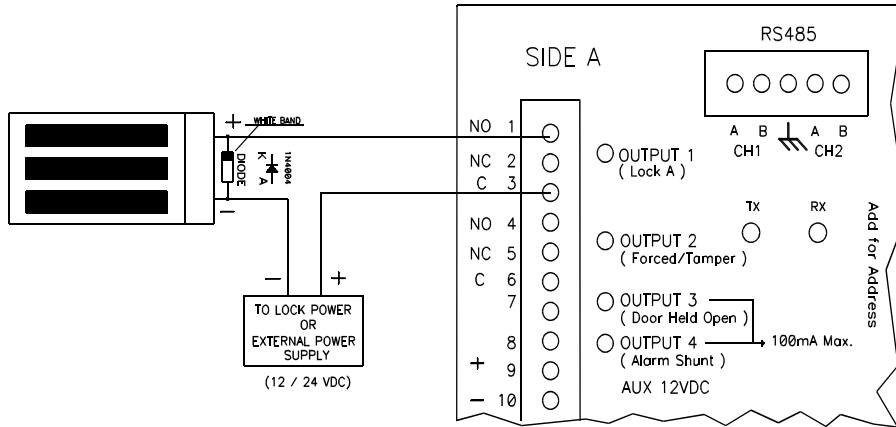 RS485
SIDE A
A B A B
CH1 CH2
+ WHITE BAND
DIODE
K A
1N4004
−
NO 1
NC 2
C 3
NO 4
NC 5
C 6
7
8
+ 9
− 10
OUTPUT 1
( Lock A )
OUTPUT 2
( Forced/Tamper )
OUTPUT 3
( Door Held Open )
OUTPUT 4
( Alarm Shunt )
100mA Max.
AUX 12VDC
Tx Rx
Add for Address
− +
TO LOCK POWER
OR
EXTERNAL POWER
SUPPLY
(12 / 24 VDC)